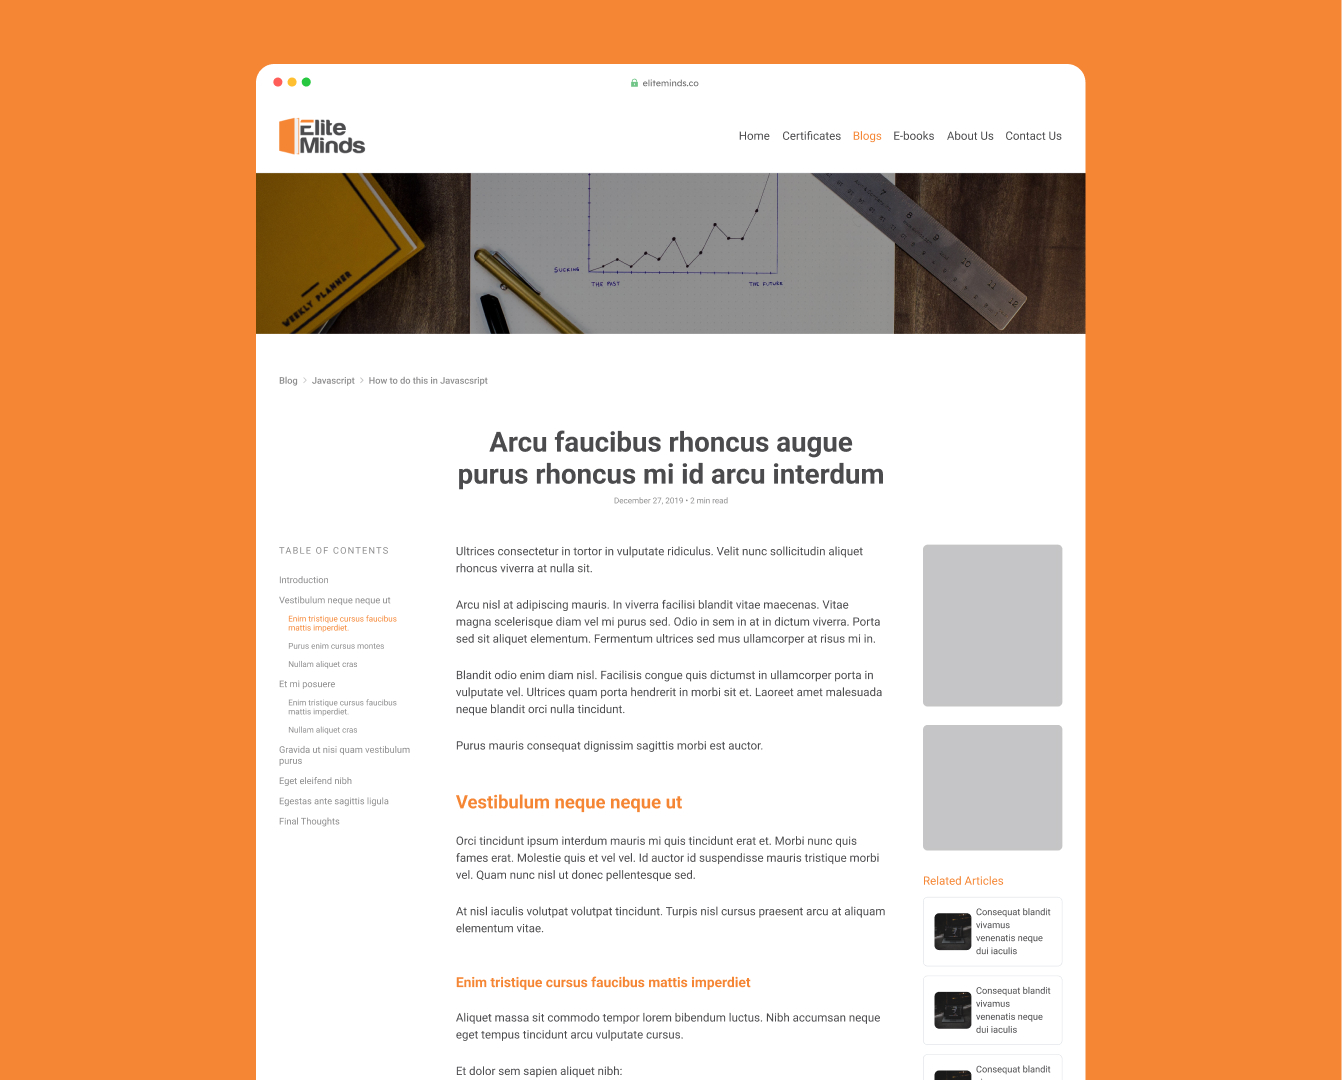 eliteminds.co
Elite
Minds
Home Certificates Blogs E-books About Us Contact Us
WEEKLY PLANNER
SUCKING
THE PAST
THE FUTURE
7
8
9
10
11
12
Blog > Javascript > How to do this in Javascsript
Arcu faucibus rhoncus augue
purus rhoncus mi id arcu interdum
December 27, 2019 • 2 min read
TABLE OF CONTENTS
Introduction
Vestibulum neque neque ut
Enim tristique cursus faucibus
mattis imperdiet.
Purus enim cursus montes
Nullam aliquet cras
Et mi posuere
Enim tristique cursus faucibus
mattis imperdiet.
Nullam aliquet cras
Gravida ut nisi quam vestibulum
purus
Eget eleifend nibh
Egestas ante sagittis ligula
Final Thoughts
Ultrices consectetur in tortor in vulputate ridiculus. Velit nunc sollicitudin aliquet
rhoncus viverra at nulla sit.
Arcu nisl at adipiscing mauris. In viverra facilisi blandit vitae maecenas. Vitae
magna scelerisque diam vel mi purus sed. Odio in sem in at in dictum viverra. Porta
sed sit aliquet elementum. Fermentum ultrices sed mus ullamcorper at risus mi in.
Blandit odio enim diam nisl. Facilisis congue quis dictumst in ullamcorper porta in
vulputate vel. Ultrices quam porta hendrerit in morbi sit et. Laoreet amet malesuada
neque blandit orci nulla tincidunt.
Purus mauris consequat dignissim sagittis morbi est auctor.
Vestibulum neque neque ut
Orci tincidunt ipsum interdum mauris mi quis tincidunt erat et. Morbi nunc quis
fames erat. Molestie quis et vel vel. Id auctor id suspendisse mauris tristique morbi
vel. Quam nunc nisl ut donec pellentesque sed.
At nisl iaculis volutpat volutpat tincidunt. Turpis nisl cursus praesent arcu at aliquam
elementum vitae.
Enim tristique cursus faucibus mattis imperdiet
Aliquet massa sit commodo tempor lorem bibendum luctus. Nibh accumsan neque
eget tempus tincidunt arcu vulputate cursus.
Et dolor sem sapien aliquet nibh:
Related Articles
Consequat blandit
vivamus
venenatis neque
dui iaculis
Consequat blandit
vivamus
venenatis neque
dui iaculis
Consequat blandit